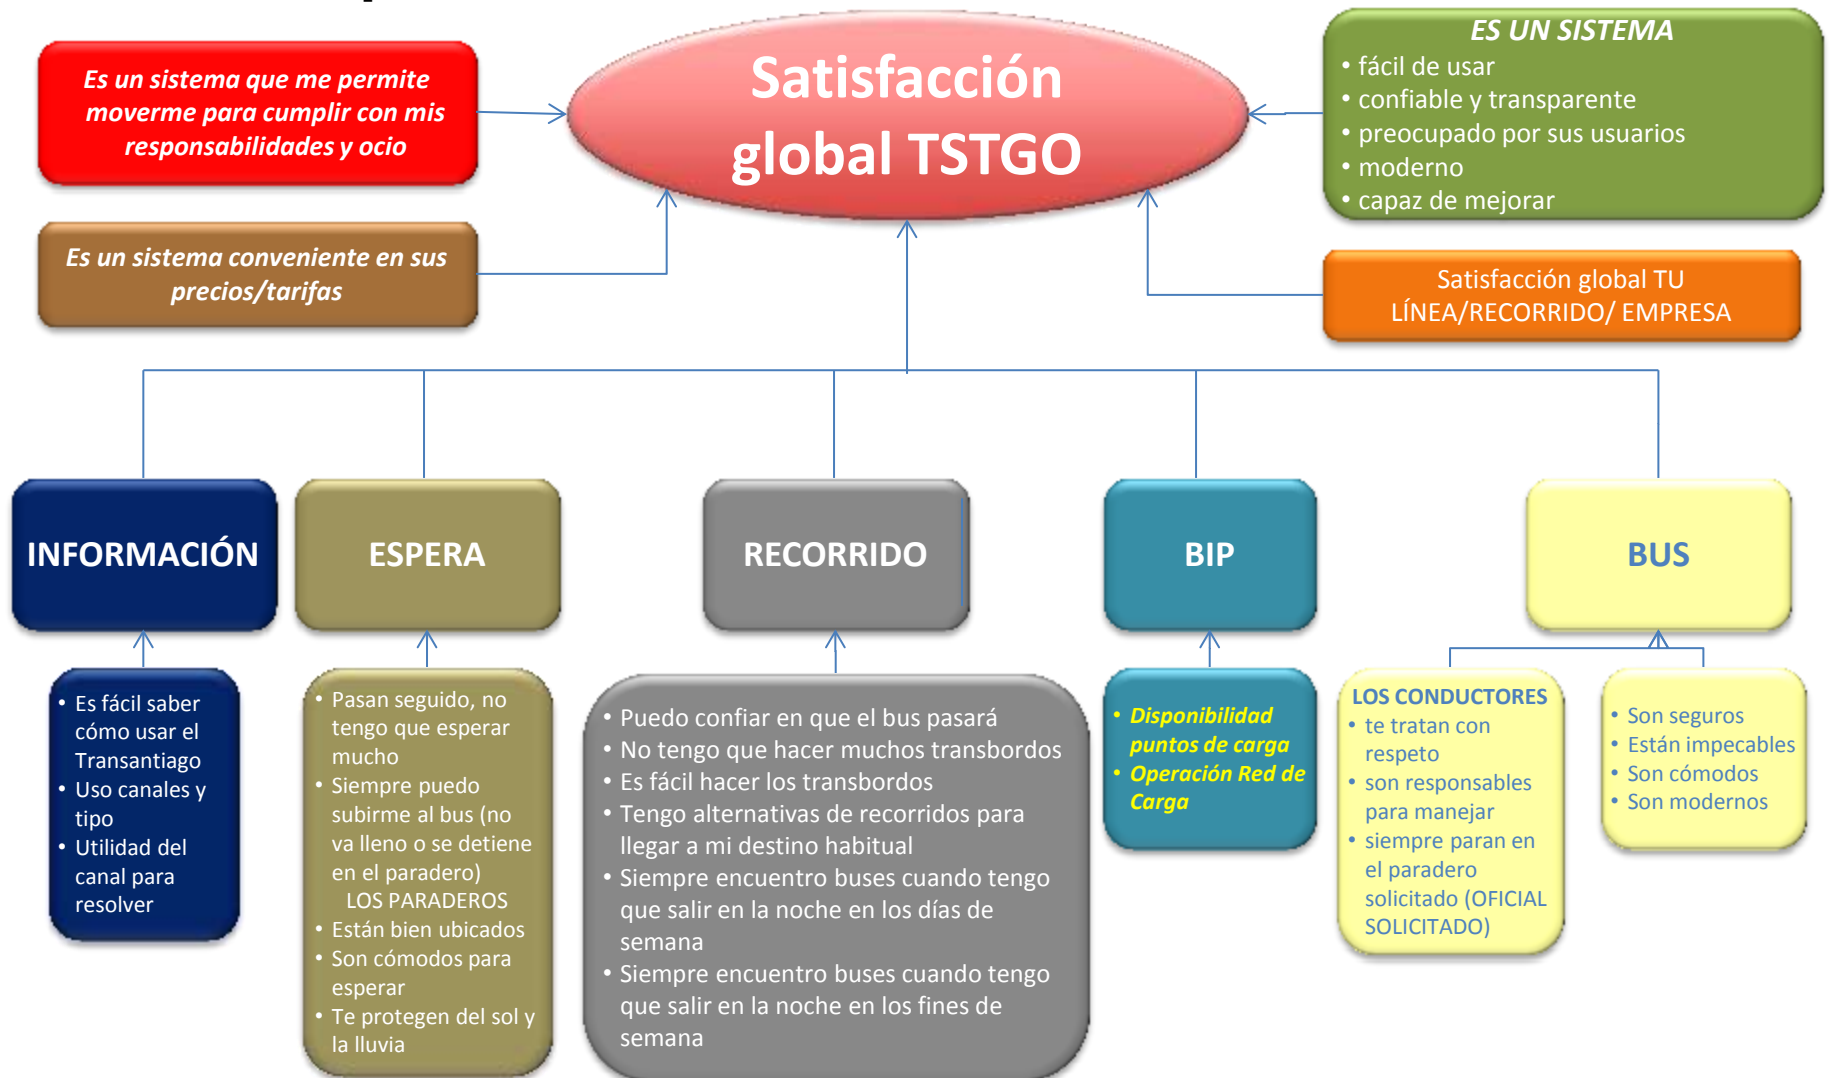 Es un sistema que me permite
moverme para cumplir con mis
responsabilidades y ocio
Satisfacción
global TSTGO
ES UN SISTEMA
• fácil de usar
• confiable y transparente
• preocupado por sus usuarios
• moderno
• capaz de mejorar
Es un sistema conveniente en sus
precios/tarifas
Satisfacción global TU
LÍNEA/RECORRIDO/ EMPRESA
INFORMACIÓN
ESPERA
RECORRIDO
BIP
BUS
• Es fácil saber
cómo usar el
Transantiago
• Uso canales y
tipo
• Utilidad del
canal para
resolver
• Pasan seguido, no
tengo que esperar
mucho
• Siempre puedo
subirme al bus (no
va lleno o se detiene
en el paradero)
LOS PARADEROS
• Están bien ubicados
• Son cómodos para
esperar
• Te protegen del sol y
la lluvia
• Puedo confiar en que el bus pasará
• No tengo que hacer muchos transbordos
• Es fácil hacer los transbordos
• Tengo alternativas de recorridos para
llegar a mi destino habitual
• Siempre encuentro buses cuando tengo
que salir en la noche en los días de
semana
• Siempre encuentro buses cuando tengo
que salir en la noche en los fines de
semana
• Disponibilidad
puntos de carga
• Operación Red de
Carga
LOS CONDUCTORES
• te tratan con
respeto
• son responsables
para manejar
• siempre paran en
el paradero
solicitado (OFICIAL
SOLICITADO)
• Son seguros
• Están impecables
• Son cómodos
• Son modernos